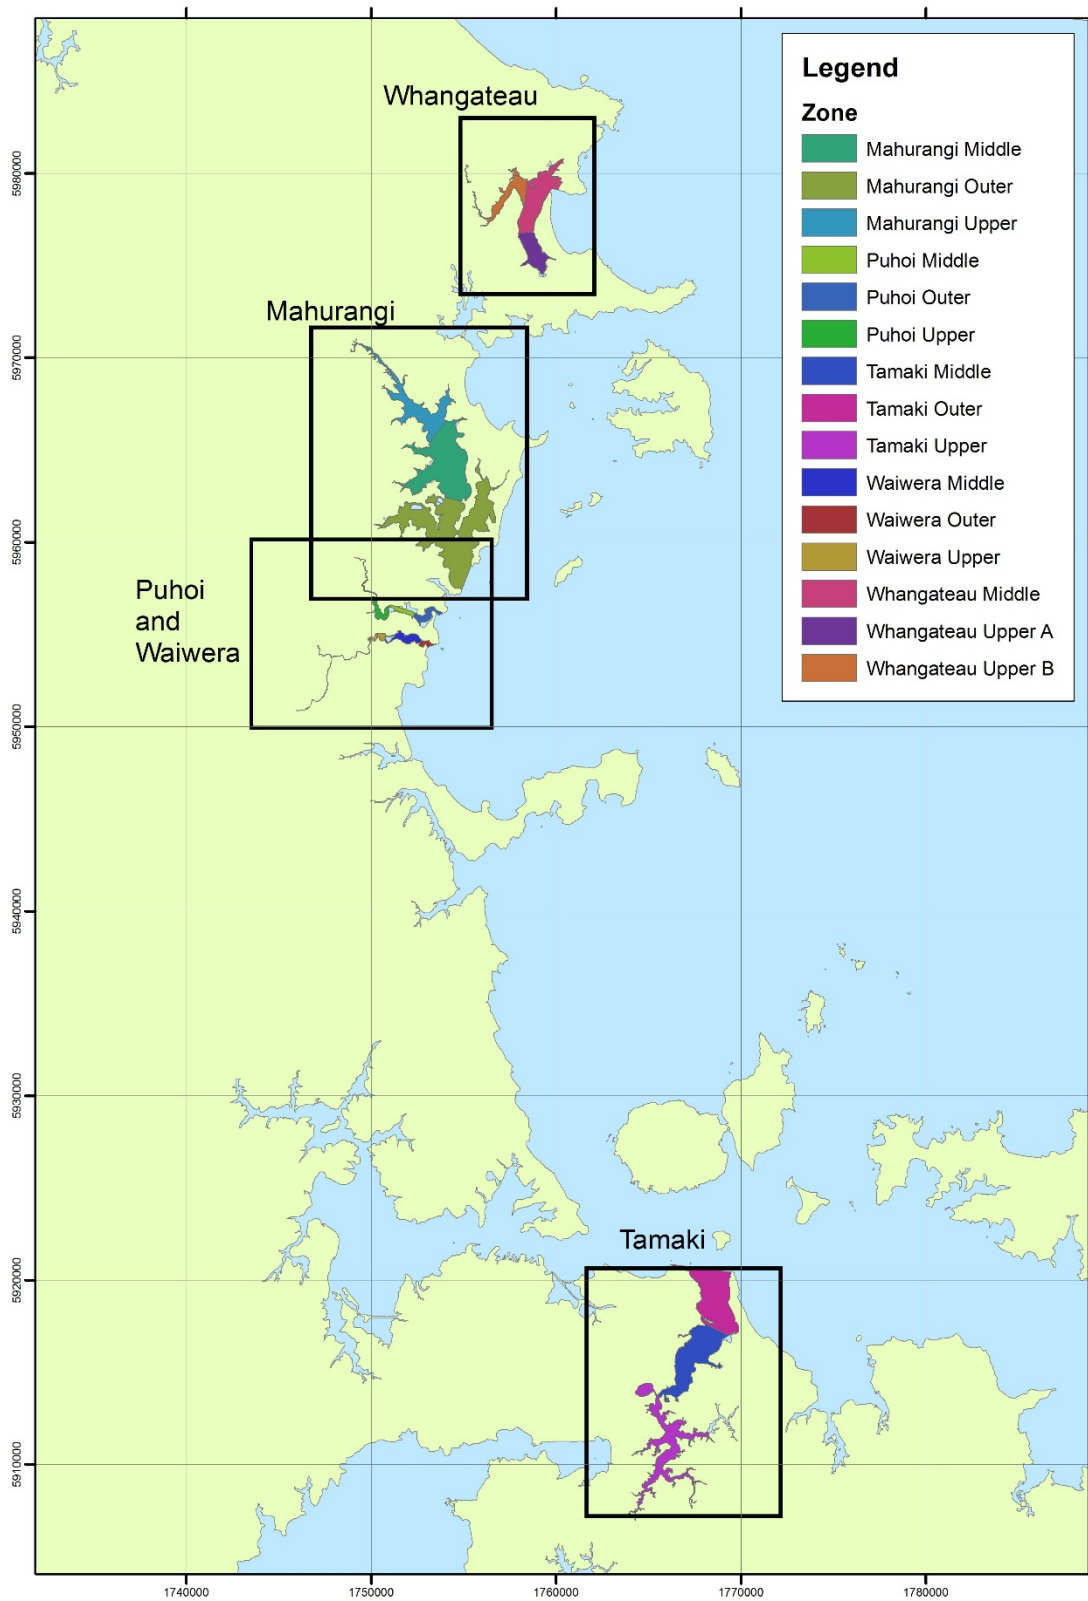 Whangateau
Mahurangi
Puhoi
and
Waiwera
Tamaki
Legend
Zone
Mahurangi Middle
Mahurangi Outer
Mahurangi Upper
Puhoi Middle
Puhoi Outer
Puhoi Upper
Tamaki Middle
Tamaki Outer
Tamaki Upper
Waiwera Middle
Waiwera Outer
Waiwera Upper
Whangateau Middle
Whangateau Upper A
Whangateau Upper B
5980000
5970000
5960000
5950000
5940000
5930000
5920000
5910000
1740000
1750000
1760000
1770000
1780000